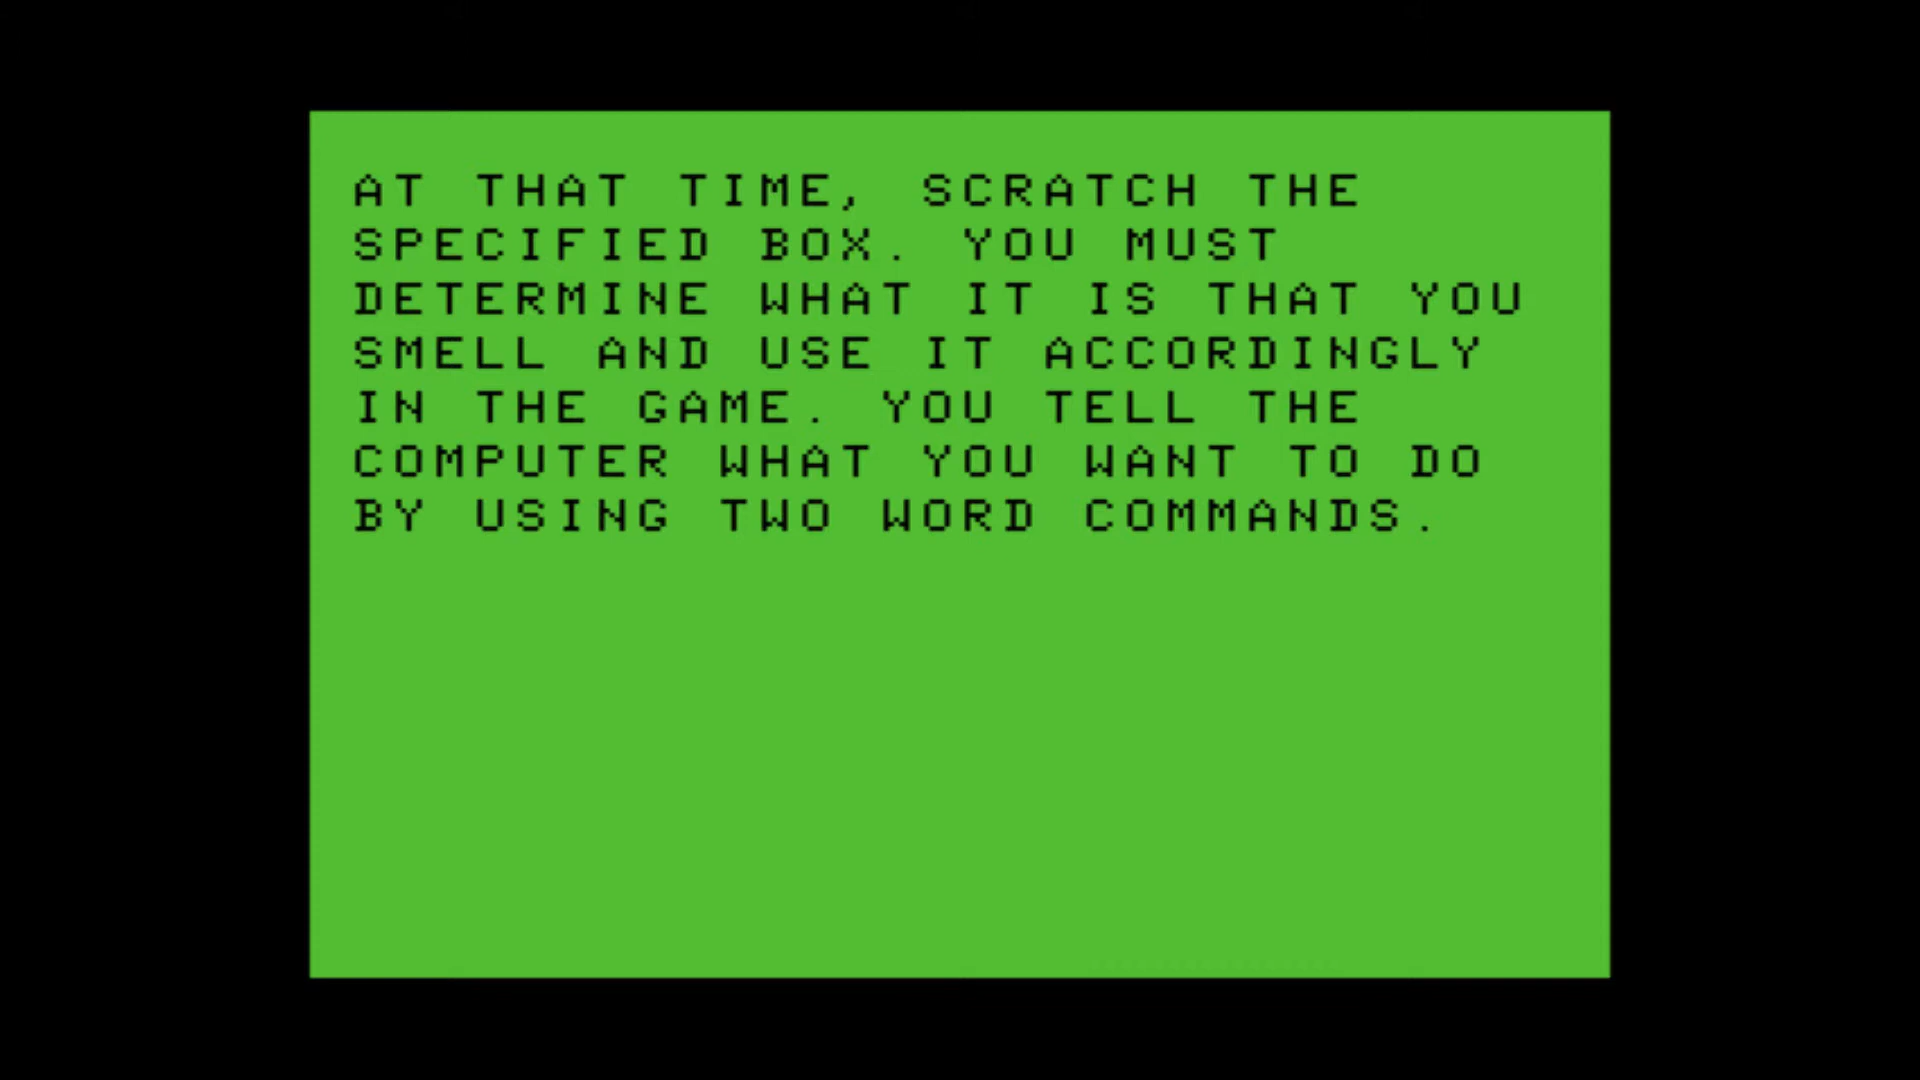 AT THAT TIME, SCRATCH THE
SPECIFIED BOX. YOU MUST
DETERMINE WHAT IT IS THAT YOU
SMELL AND USE IT ACCORDINGLY
IN THE GAME. YOU TELL THE
COMPUTER WHAT YOU WANT TO DO
BY USING TWO WORD COMMANDS.